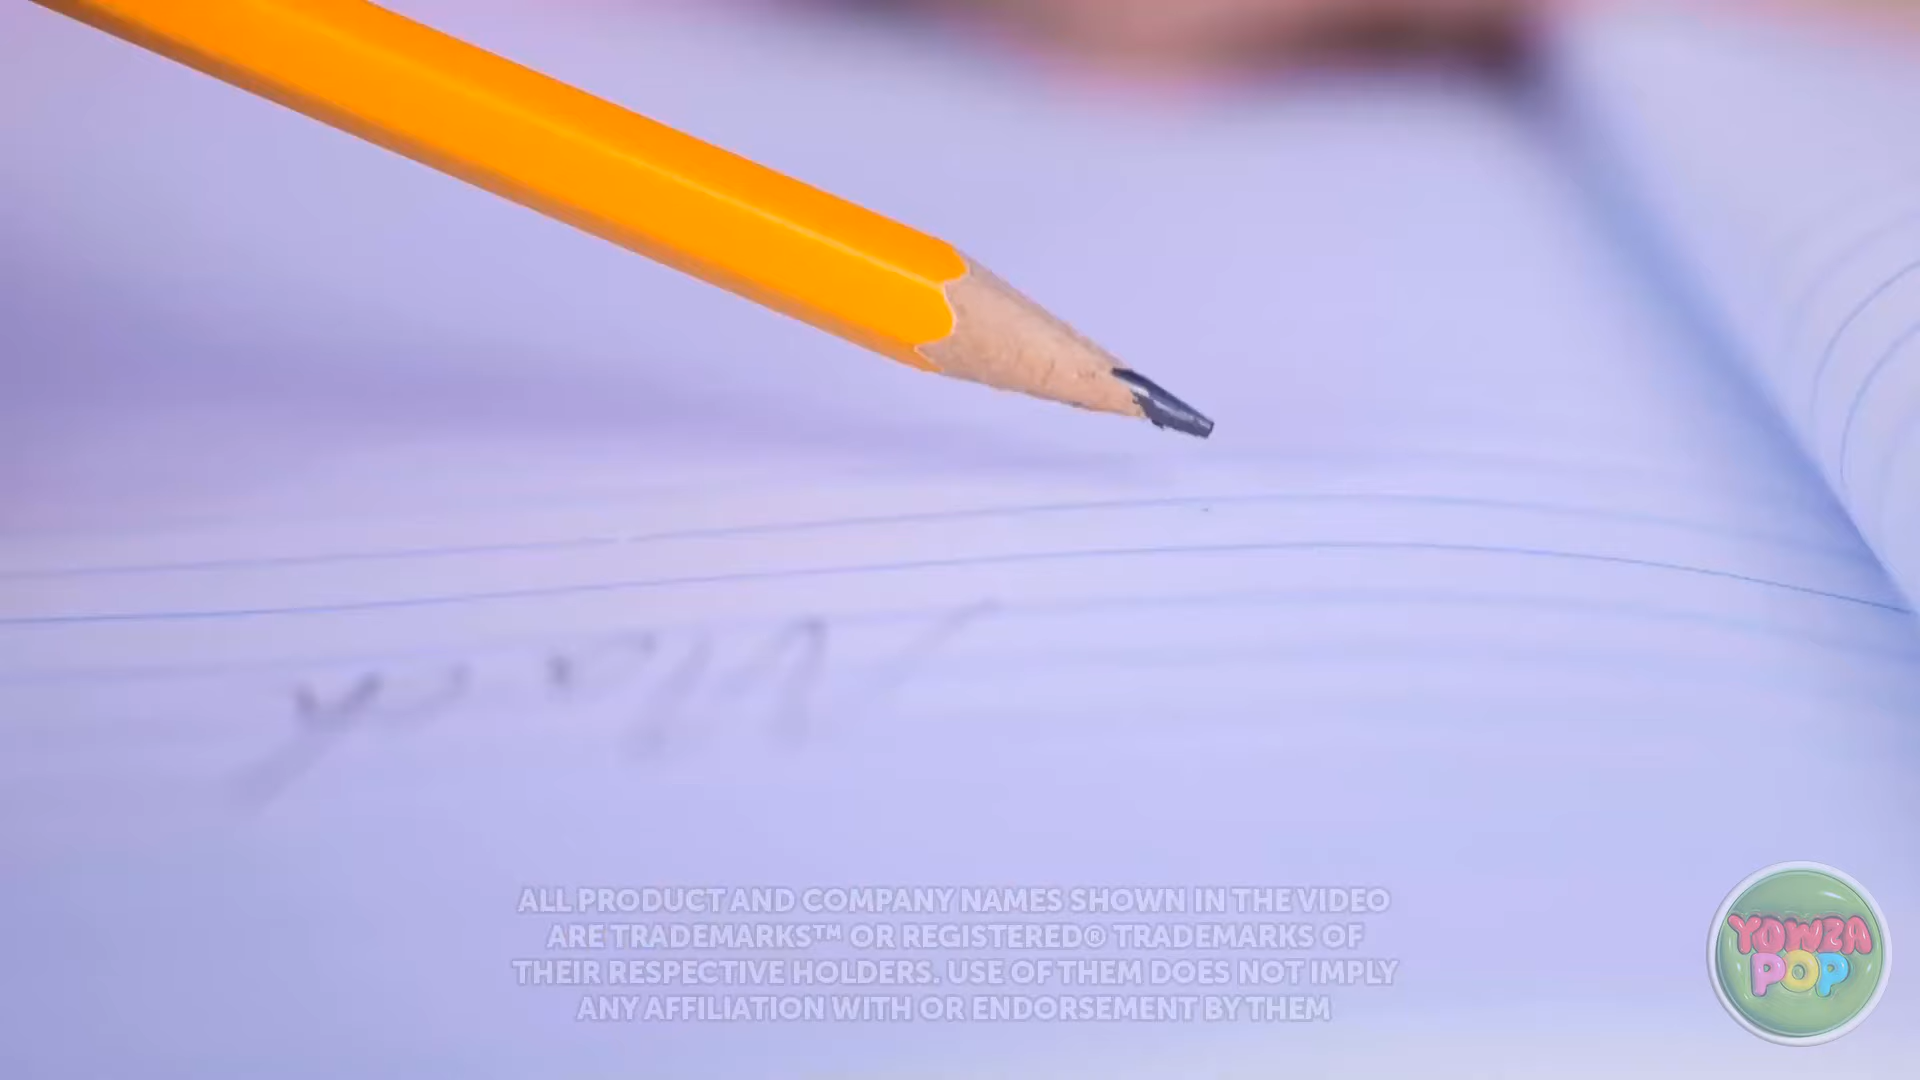 ALL PRODUCT AND COMPANY NAMES SHOWN IN THE VIDEO
ARE TRADEMARKS™ OR REGISTERED® TRADEMARKS OF
THEIR RESPECTIVE HOLDERS. USE OF THEM DOES NOT IMPLY
ANY AFFILIATION WITH OR ENDORSEMENT BY THEM
YOWZA
POP